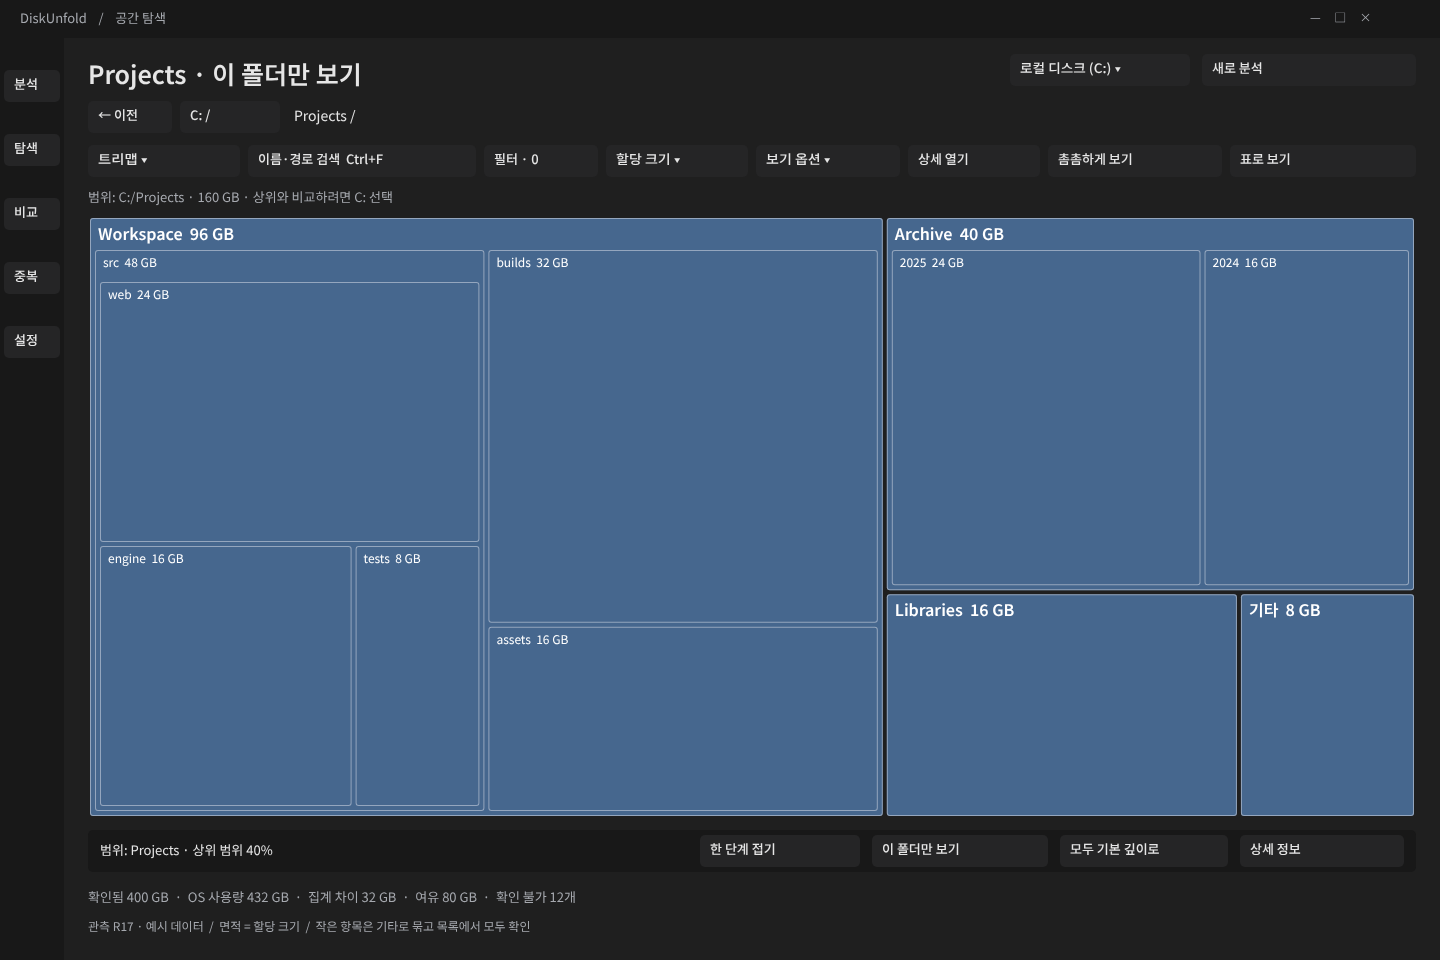 DiskUnfold / 공간 탐색
분석
탐색
비교
중복
설정
Projects · 이 폴더만 보기
로컬 디스크 (C:) ▾
새로 분석
← 이전
C: /
Projects /
트리맵 ▾
이름·경로 검색 Ctrl+F
필터 · 0
할당 크기 ▾
보기 옵션 ▾
상세 열기
촘촘하게 보기
표로 보기
범위: C:/Projects · 160 GB · 상위와 비교하려면 C: 선택
Workspace 96 GB
src 48 GB
web 24 GB
engine 16 GB
tests 8 GB
builds 32 GB
assets 16 GB
Archive 40 GB
2025 24 GB
2024 16 GB
Libraries 16 GB
기타 8 GB
범위: Projects · 상위 범위 40%
한 단계 접기
이 폴더만 보기
모두 기본 깊이로
상세 정보
확인됨 400 GB · OS 사용량 432 GB · 집계 차이 32 GB · 여유 80 GB · 확인 불가 12개
관측 R17 · 예시 데이터 / 면적 = 할당 크기 / 작은 항목은 기타로 묶고 목록에서 모두 확인